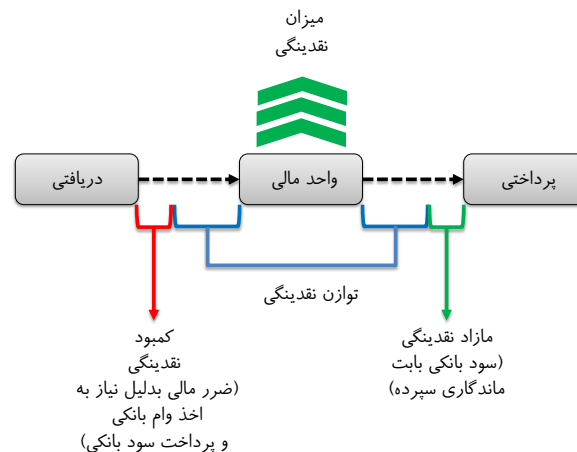 میزان
نقدینگی
دریافتی
واحد مالی
پرداختی
توازن نقدینگی
کمبود
نقدینگی
(ضرر مالی بدلیل نیاز به
اخذ وام بانکی
و پرداخت سود بانکی)
مازاد نقدینگی
(سود بانکی بابت
ماندگاری سپرده)